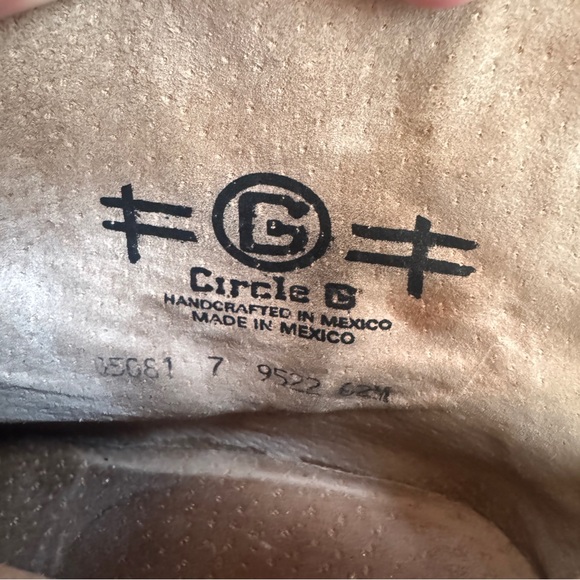 G
Circle G
HANDCRAFTED IN MEXICO
MADE IN MEXICO
7 9522